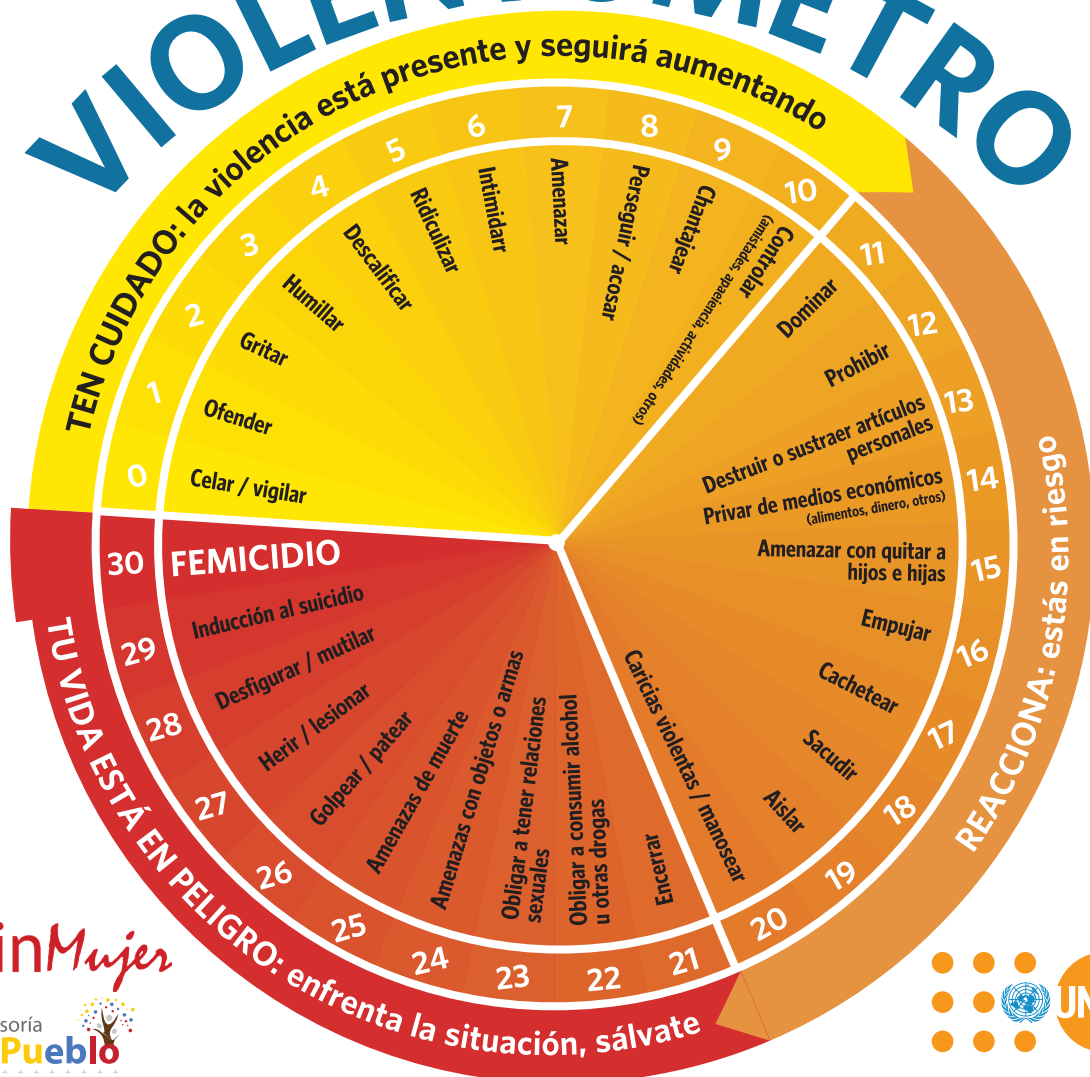 VIOLENTÓMETRO
TEN CUIDADO: la violencia está presente y seguirá aumentando
0
Celar / vigilar
1
Ofender
2
Gritar
3
Humillar
4
Descalificar
5
Ridiculizar
6
Intimidarr
7
Amenazar
8
Perseguir / acosar
9
Chantajear
10
Controlar
(amistades, apaeiencia, actividades, otros)
REACCIONA: estás en riesgo
11
Dominar
12
Prohibir
13
Destruir o sustraer artículos
personales
14
Privar de medios económicos
(alimentos, dinero, otros)
15
Amenazar con quitar a
hijos e hijas
16
Empujar
17
Cachetear
18
Sacudir
19
Aislar
20
Caricias violentas / manosear
TU VIDA ESTÁ EN PELIGRO: enfrenta la situación, sálvate
21
Encerrar
22
Obligar a consumir alcohol
u otras drogas
23
Obligar a tener relaciones
sexuales
24
Amenazas con objetos o armas
25
Amenazas de muerte
26
Golpear / patear
27
Herir / lesionar
28
Desfigurar / mutilar
29
Inducción al suicidio
30
FEMICIDIO
inMujer
soría
Pueblo
UN